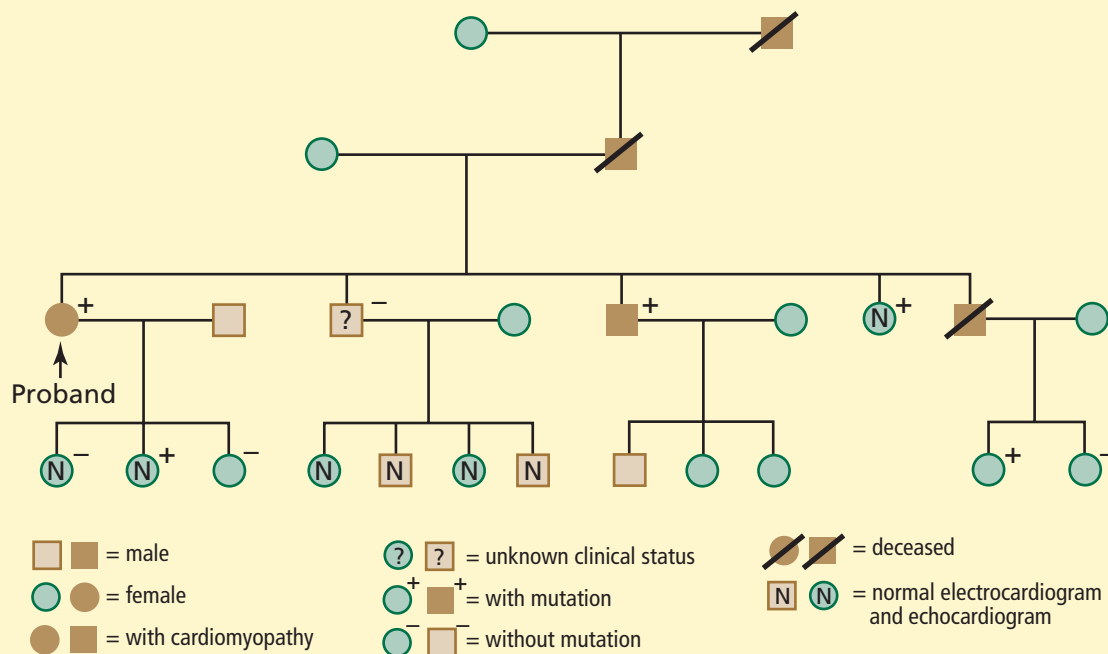 +
?
−
+
N
+
Proband
N
−
N
+
−
N
N
N
N
+
−
= male
= female
= with cardiomyopathy
? ? = unknown clinical status
+ + = with mutation
− − = without mutation
= deceased
N N = normal electrocardiogram
and echocardiogram